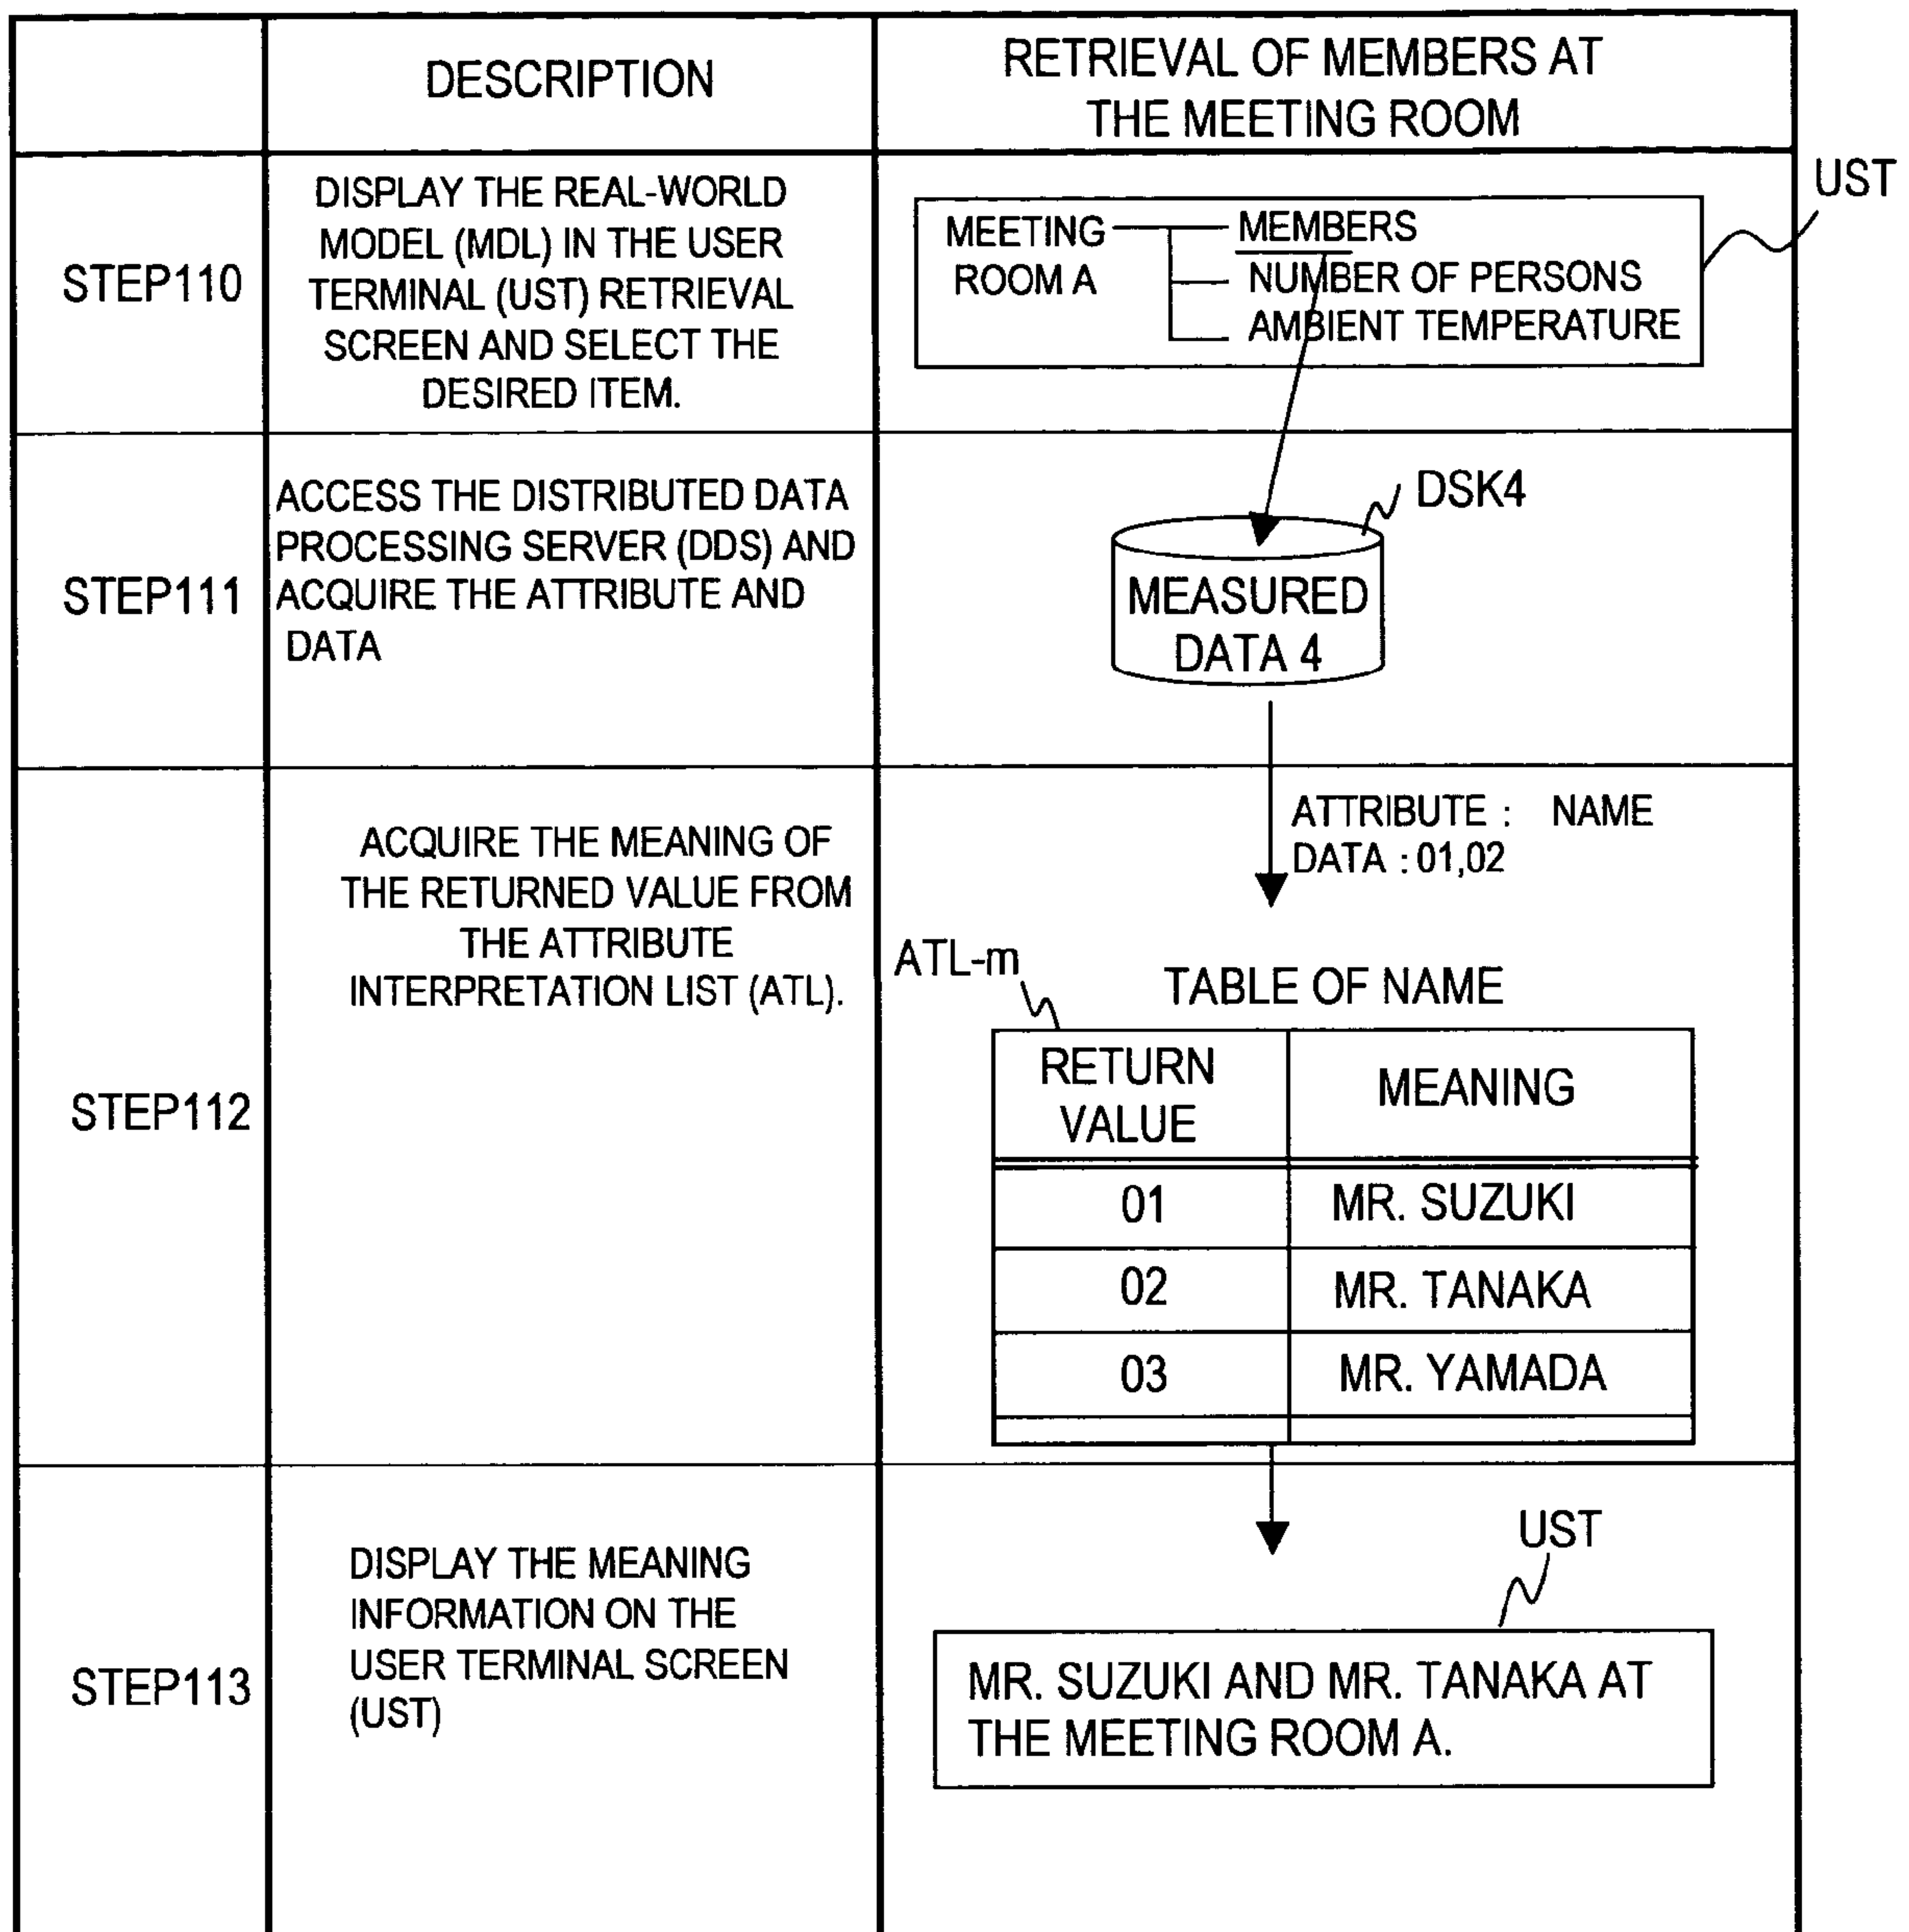 DESCRIPTION
RETRIEVAL OF MEMBERS AT
THE MEETING ROOM
STEP110
DISPLAY THE REAL-WORLD
MODEL (MDL) IN THE USER
TERMINAL (UST) RETRIEVAL
SCREEN AND SELECT THE
DESIRED ITEM.
MEETING
ROOM A
MEMBERS
NUMBER OF PERSONS
AMBIENT TEMPERATURE
UST
STEP111
ACCESS THE DISTRIBUTED DATA
PROCESSING SERVER (DDS) AND
ACQUIRE THE ATTRIBUTE AND
DATA
DSK4
MEASURED
DATA 4
STEP112
ACQUIRE THE MEANING OF
THE RETURNED VALUE FROM
THE ATTRIBUTE
INTERPRETATION LIST (ATL).
ATTRIBUTE : NAME
DATA : 01,02
ATL-m
TABLE OF NAME
RETURN
VALUE
MEANING
01 MR. SUZUKI
02 MR. TANAKA
03 MR. YAMADA
STEP113
DISPLAY THE MEANING
INFORMATION ON THE
USER TERMINAL SCREEN
(UST)
UST
MR. SUZUKI AND MR. TANAKA AT
THE MEETING ROOM A.